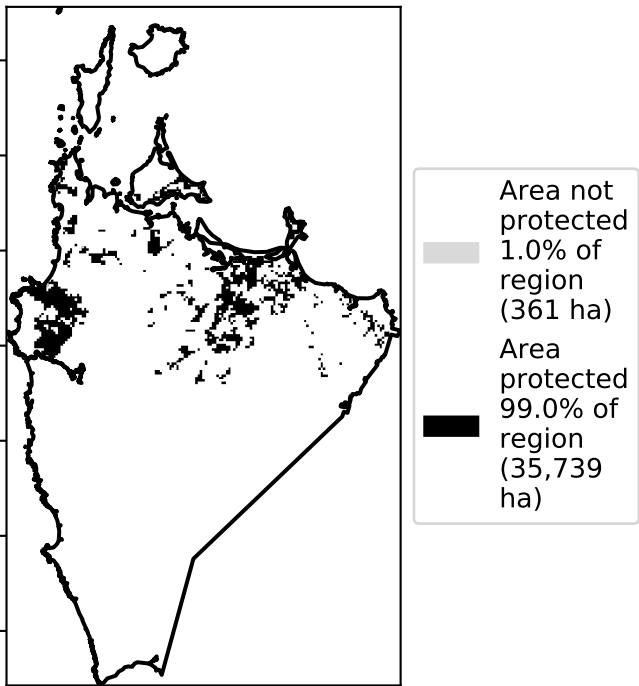 Area not
protected
1.0% of
region
(361 ha)
Area
protected
99.0% of
region
(35,739
ha)